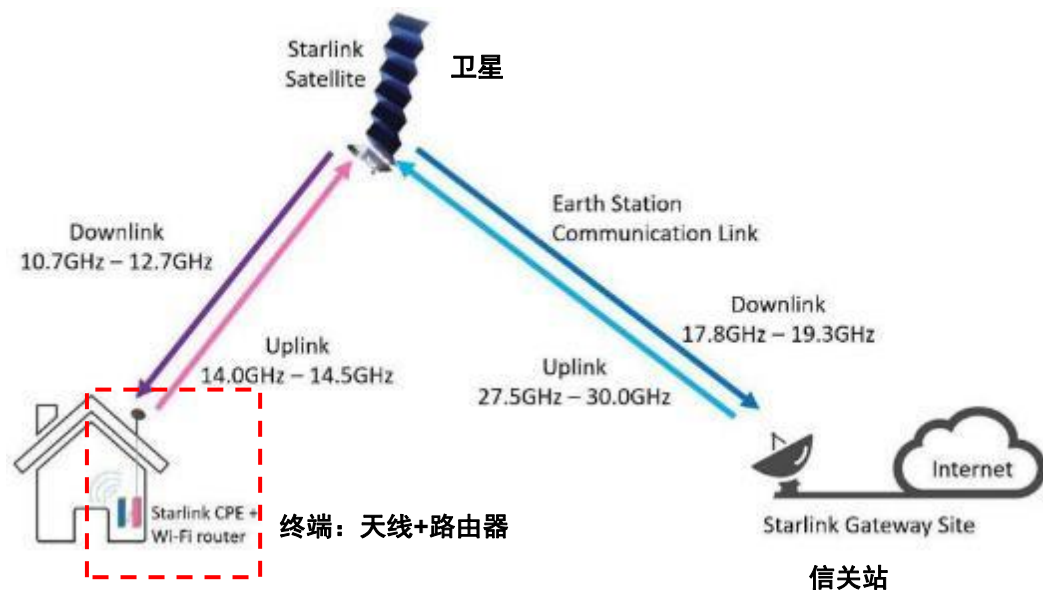 Starlink
Satellite
卫星
Earth Station
Communication Link
Downlink
10.7GHz – 12.7GHz
Downlink
17.8GHz – 19.3GHz
Uplink
14.0GHz – 14.5GHz
Uplink
27.5GHz – 30.0GHz
Internet
Starlink CPE +
Wi-Fi router
终端：天线+路由器
Starlink Gateway Site
信关站